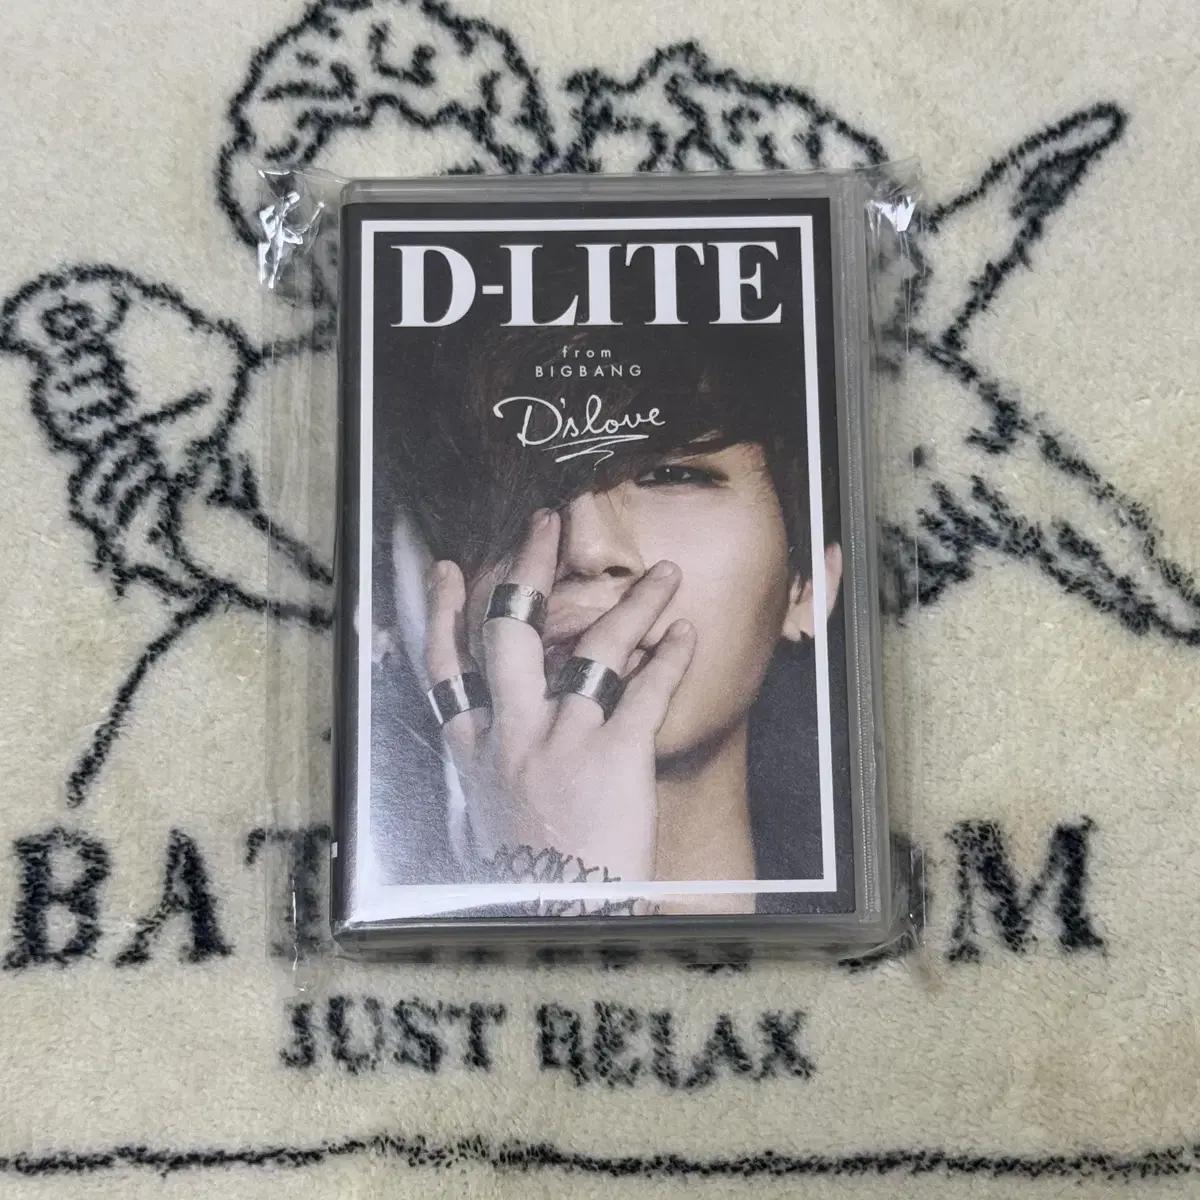 D-LITE
from
BIGBANG
D'slove
JUST RELAX